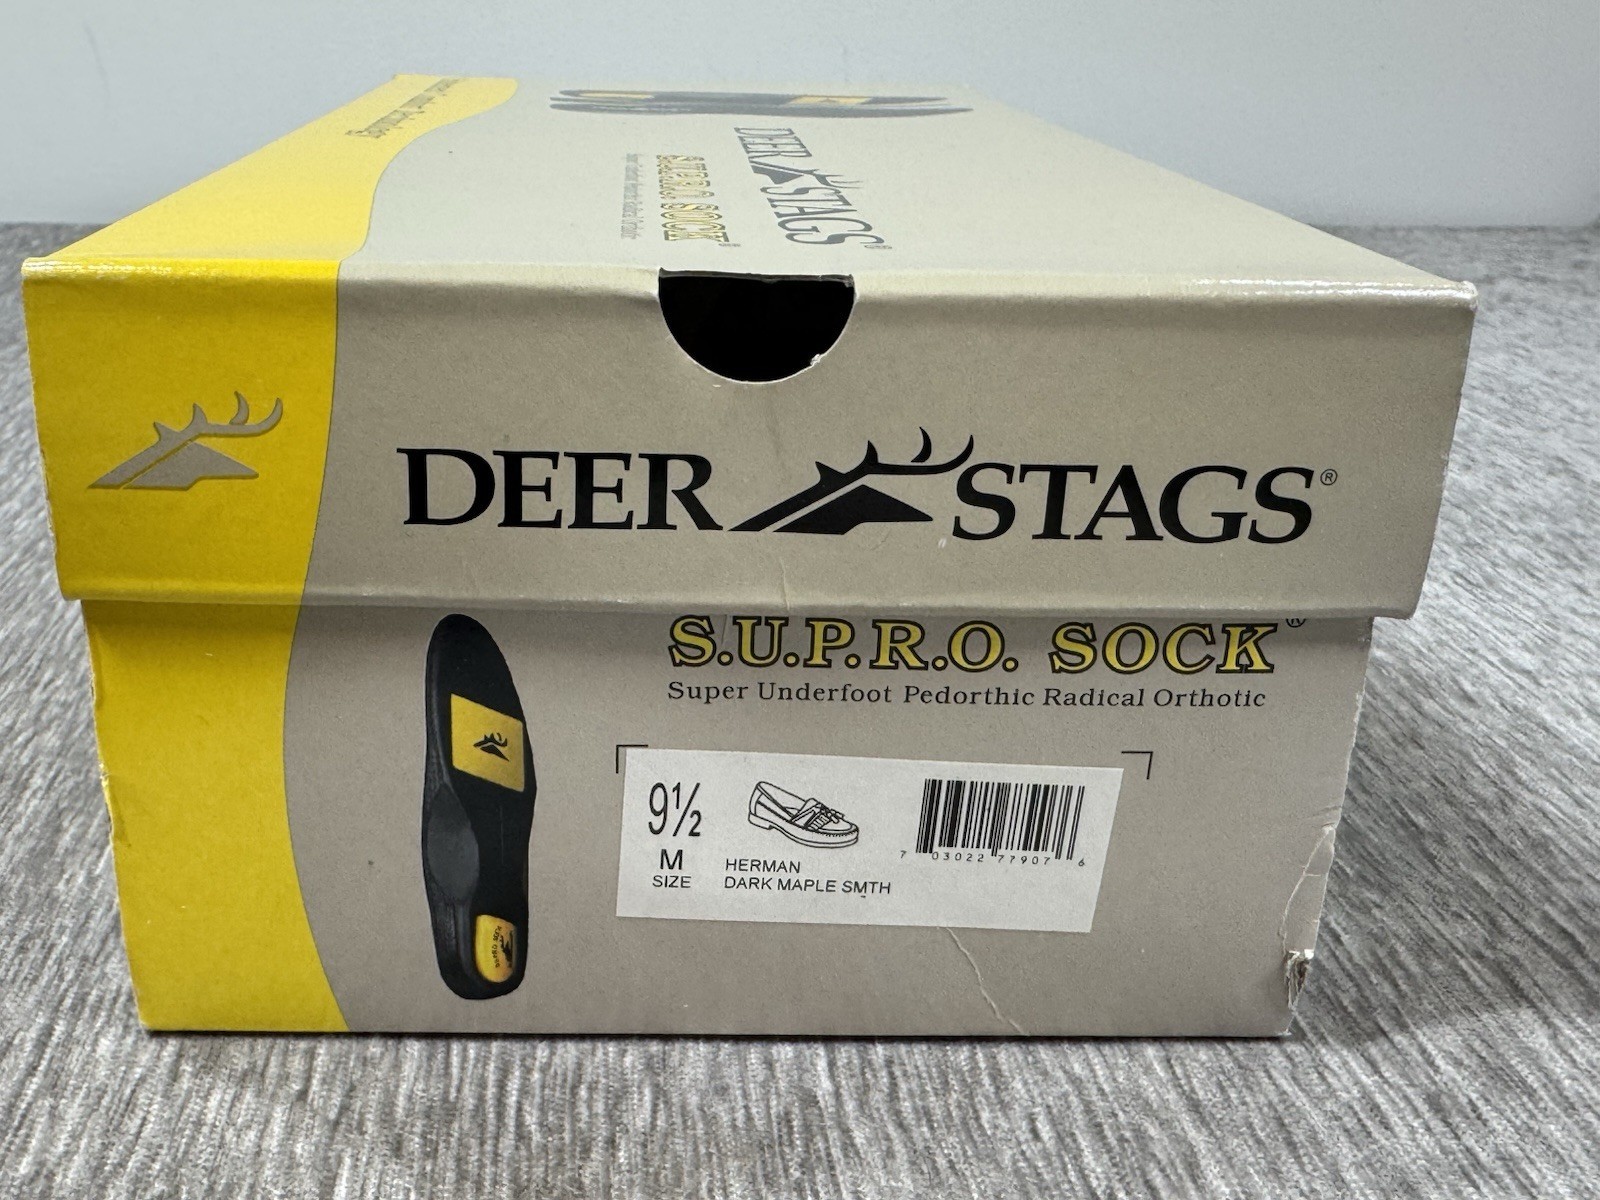 DEER STAGS®
S.U.P.R.O. SOCK®
DEER STAGS®
S.U.P.R.O. SOCK®
Super Underfoot Pedorthic Radical Orthotic
9½
M
SIZE
HERMAN
DARK MAPLE SMTH
7 03022 77907 6